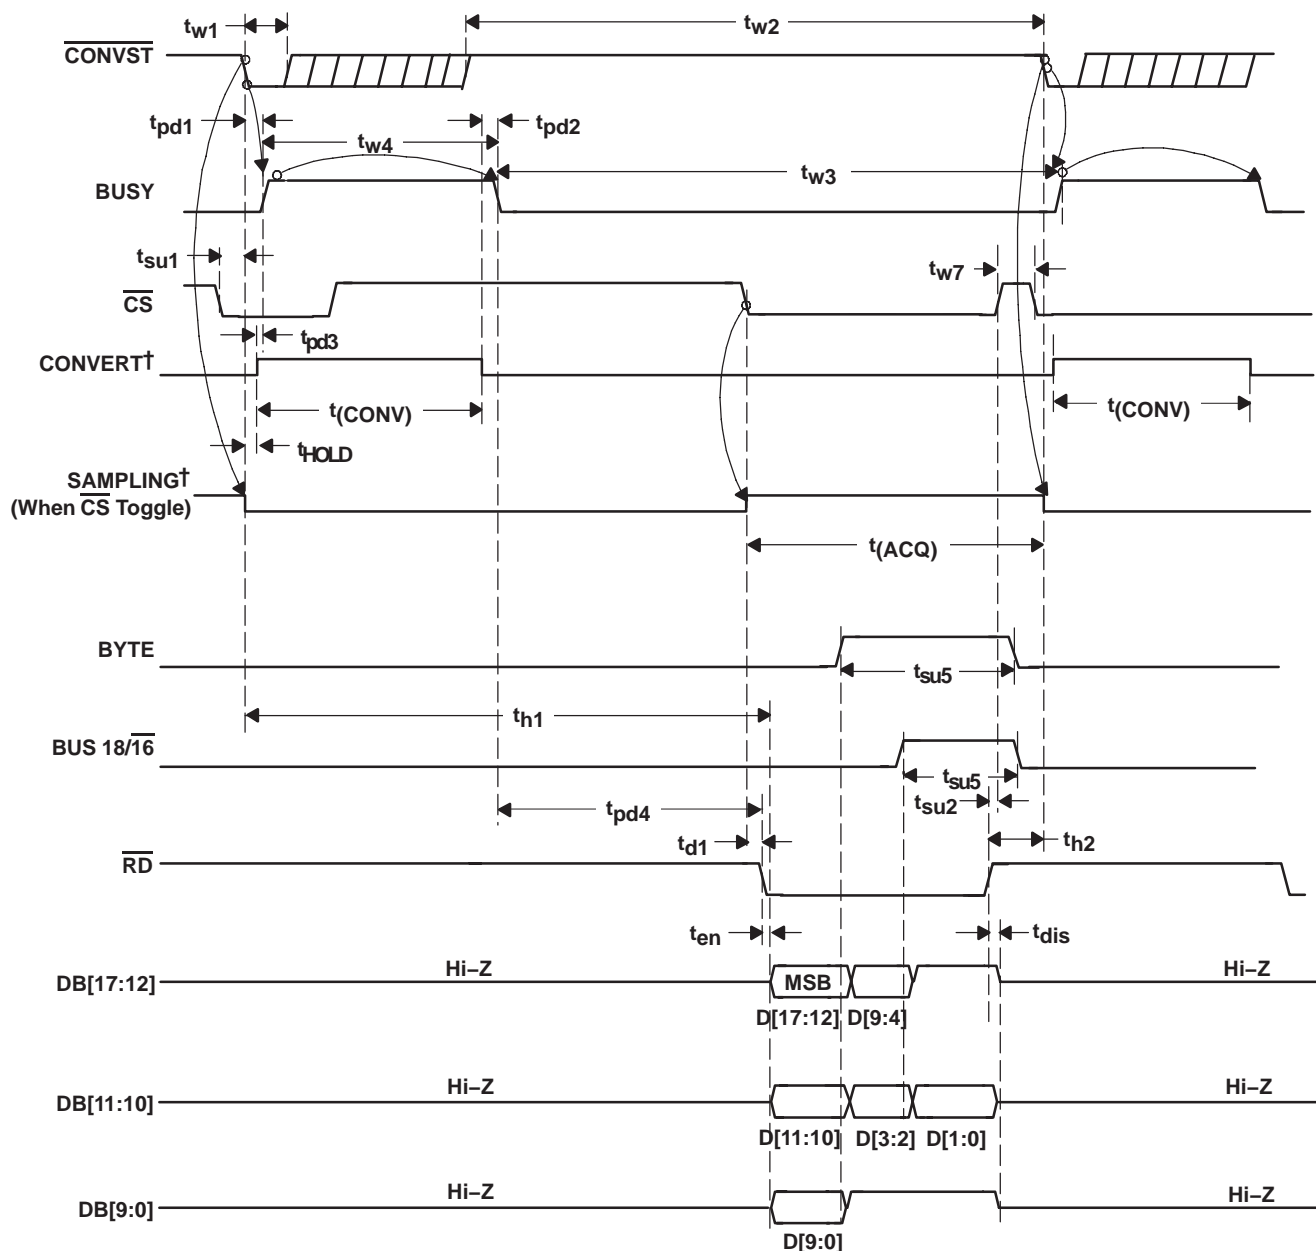 tw1
tw2
CONVST
tpd1
tw4
tpd2
BUSY
tw3
tsu1
tw7
CS
tpd3
CONVERT†
t(CONV)
t(CONV)
tHOLD
SAMPLING†
(When CS Toggle)
t(ACQ)
BYTE
tsu5
th1
BUS 18/16
tsu5
tpd4
tsu2
td1
th2
RD
ten
tdis
Hi–Z
Hi–Z
DB[17:12]
MSB
D[17:12] D[9:4]
Hi–Z
Hi–Z
DB[11:10]
D[11:10] D[3:2] D[1:0]
Hi–Z
Hi–Z
DB[9:0]
D[9:0]